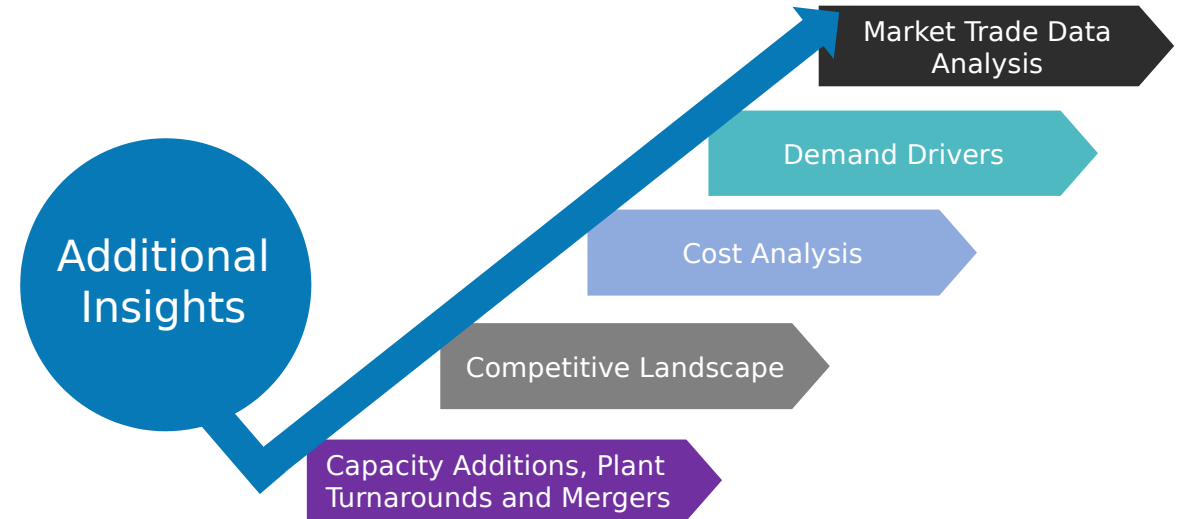 Market Trade Data
Analysis
Demand Drivers
Cost Analysis
Additional
Insights
Competitive Landscape
Capacity Additions, Plant
Turnarounds and Mergers